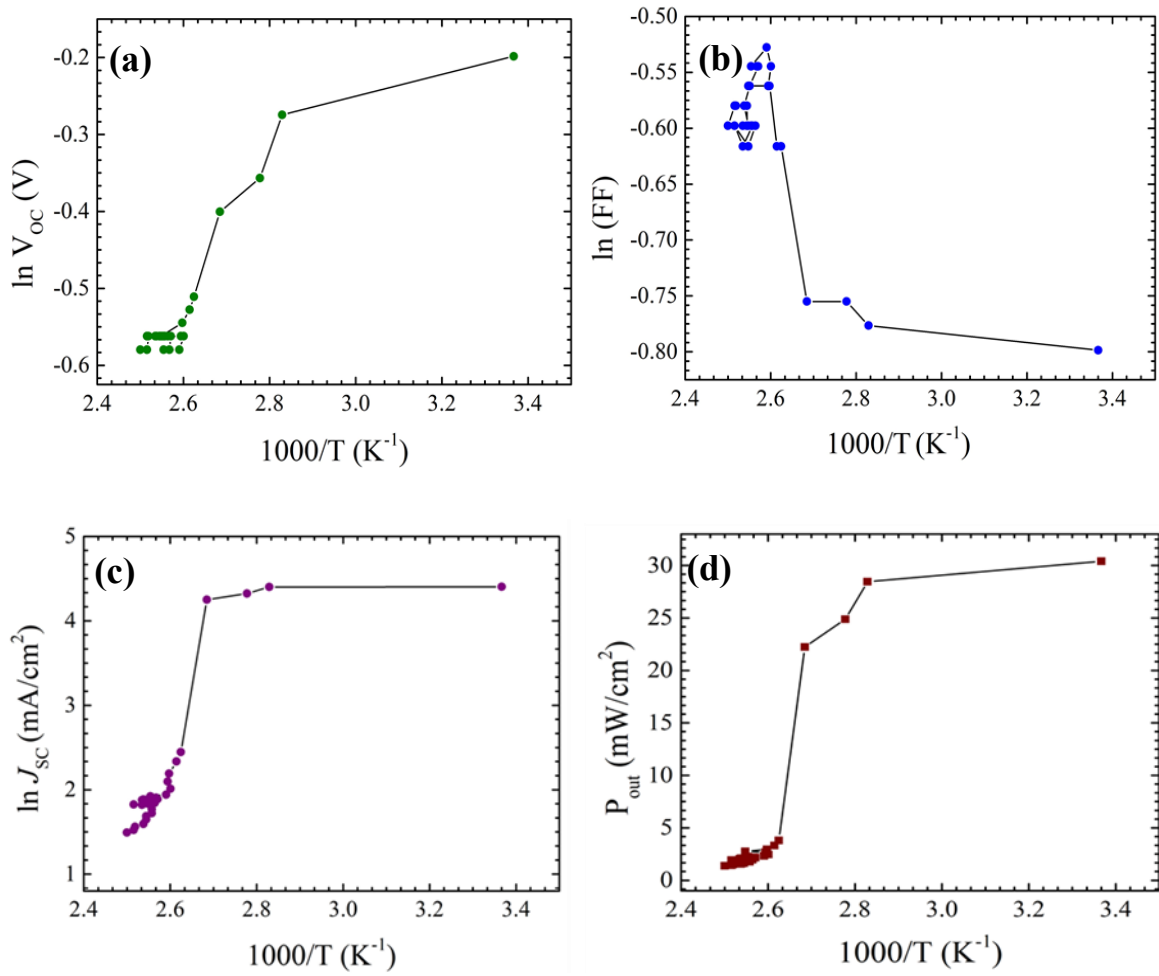 (a)
ln V_OC (V)
-0.2
-0.3
-0.4
-0.5
-0.6
2.4 2.6 2.8 3.0 3.2 3.4
1000/T (K⁻¹)
(b)
ln (FF)
-0.50
-0.55
-0.60
-0.65
-0.70
-0.75
-0.80
2.4 2.6 2.8 3.0 3.2 3.4
1000/T (K⁻¹)
(c)
ln J_SC (mA/cm²)
5
4
3
2
1
2.4 2.6 2.8 3.0 3.2 3.4
1000/T (K⁻¹)
(d)
P_out (mW/cm²)
30
25
20
15
10
5
0
2.4 2.6 2.8 3.0 3.2 3.4
1000/T (K⁻¹)